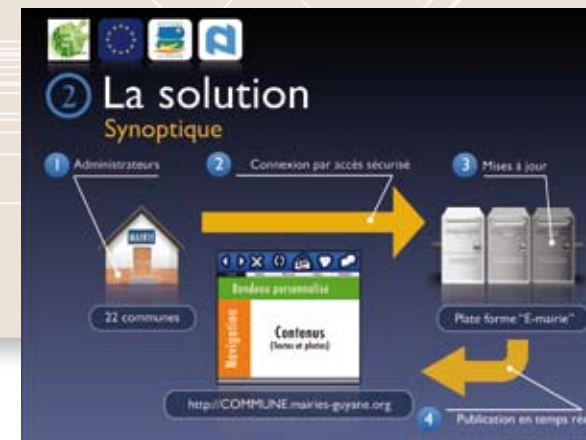 2 La solution
Synoptique
1 Administrateurs
2 Connexion par accès sécurisé
3 Mises à jour
MAIRIE
Bandeau personnalisé
Navigation
Contenus
(Textes et photos)
22 communes
Plate forme "E-mairie"
http://COMMUNE.mairies-guyane.org
4 Publication en temps